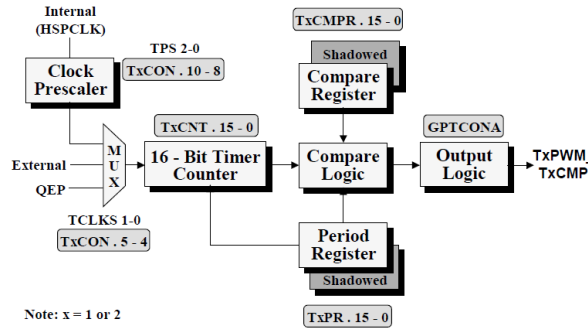 Internal
(HSPCLK)
TPS 2-0
TxCON . 10 - 8
Clock
Prescaler
TxCMPR . 15 - 0
Shadowed
Compare
Register
MUX
External
QEP
TCLKS 1-0
TxCON . 5 - 4
TxCNT . 15 - 0
16 - Bit Timer
Counter
Compare
Logic
GPTCONA
Output
Logic
TxPWM_
TxCMP
Period
Register
Shadowed
TxPR . 15 - 0
Note: x = 1 or 2